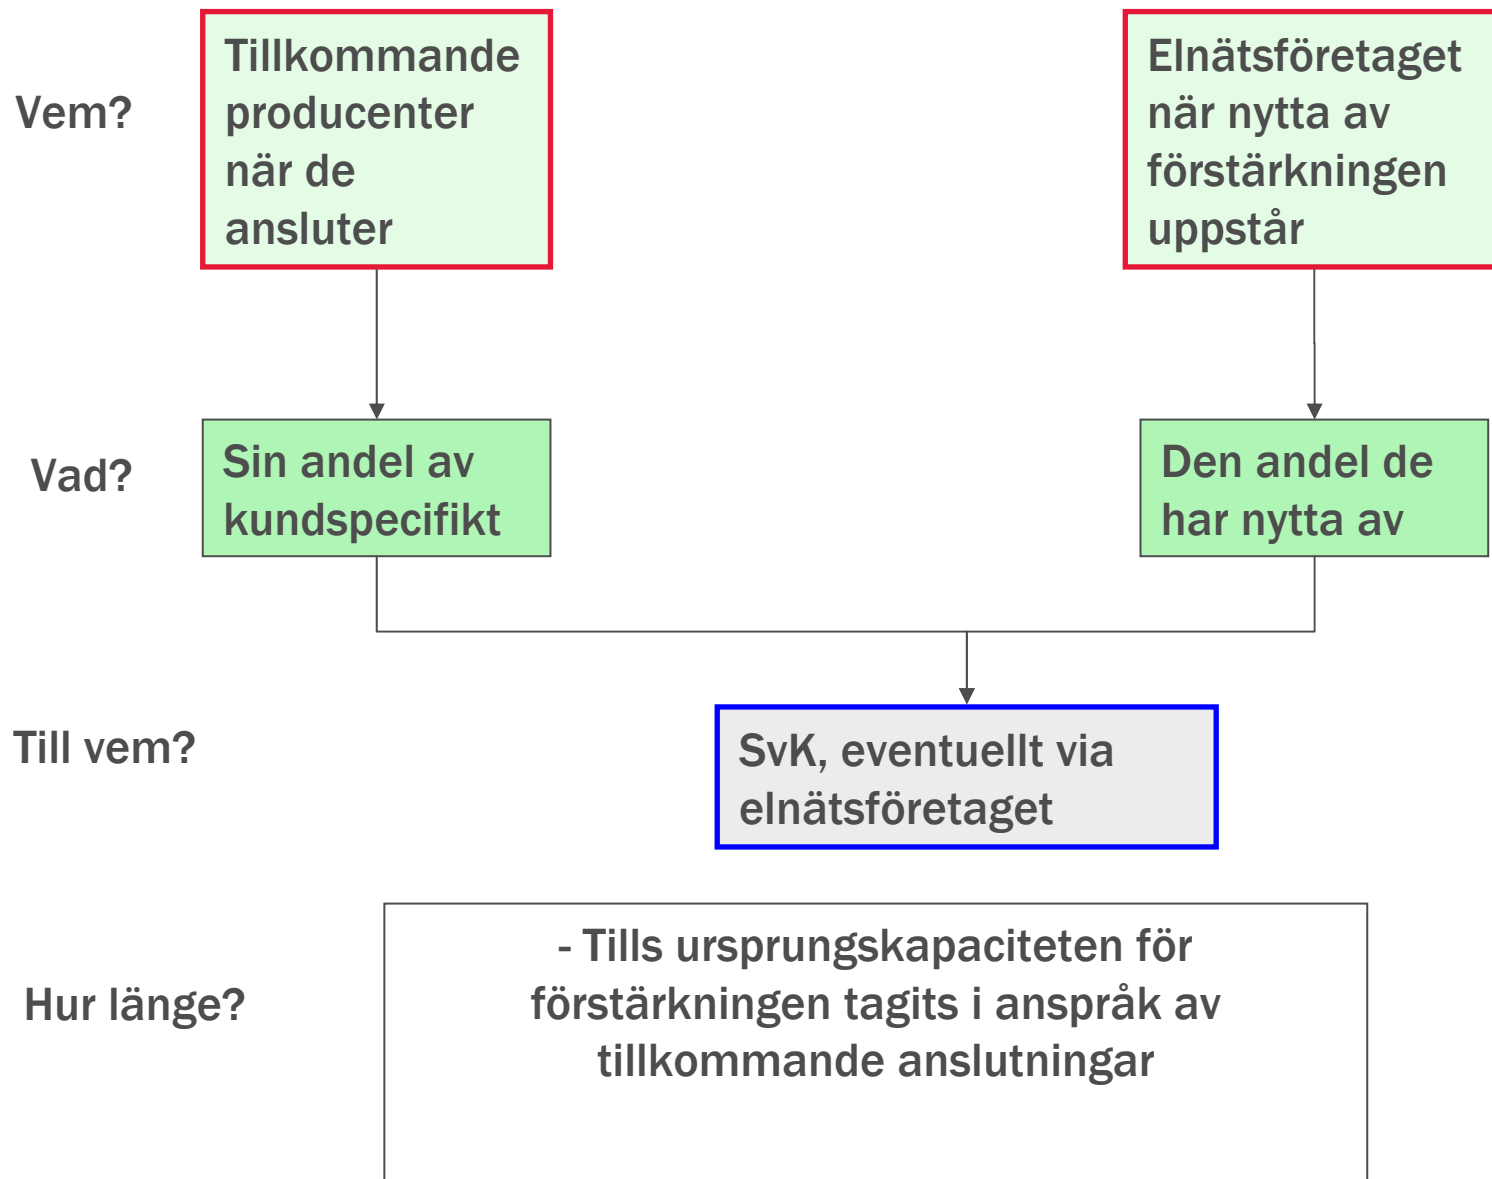 Vem?
Tillkommande
producenter
när de
ansluter
Elnätsföretaget
när nytta av
förstärkningen
uppstår
Vad?
Sin andel av
kundspecifikt
Den andel de
har nytta av
Till vem?
SvK, eventuellt via
elnätsföretaget
Hur länge?
- Tills ursprungskapaciteten för
förstärkningen tagits i anspråk av
tillkommande anslutningar